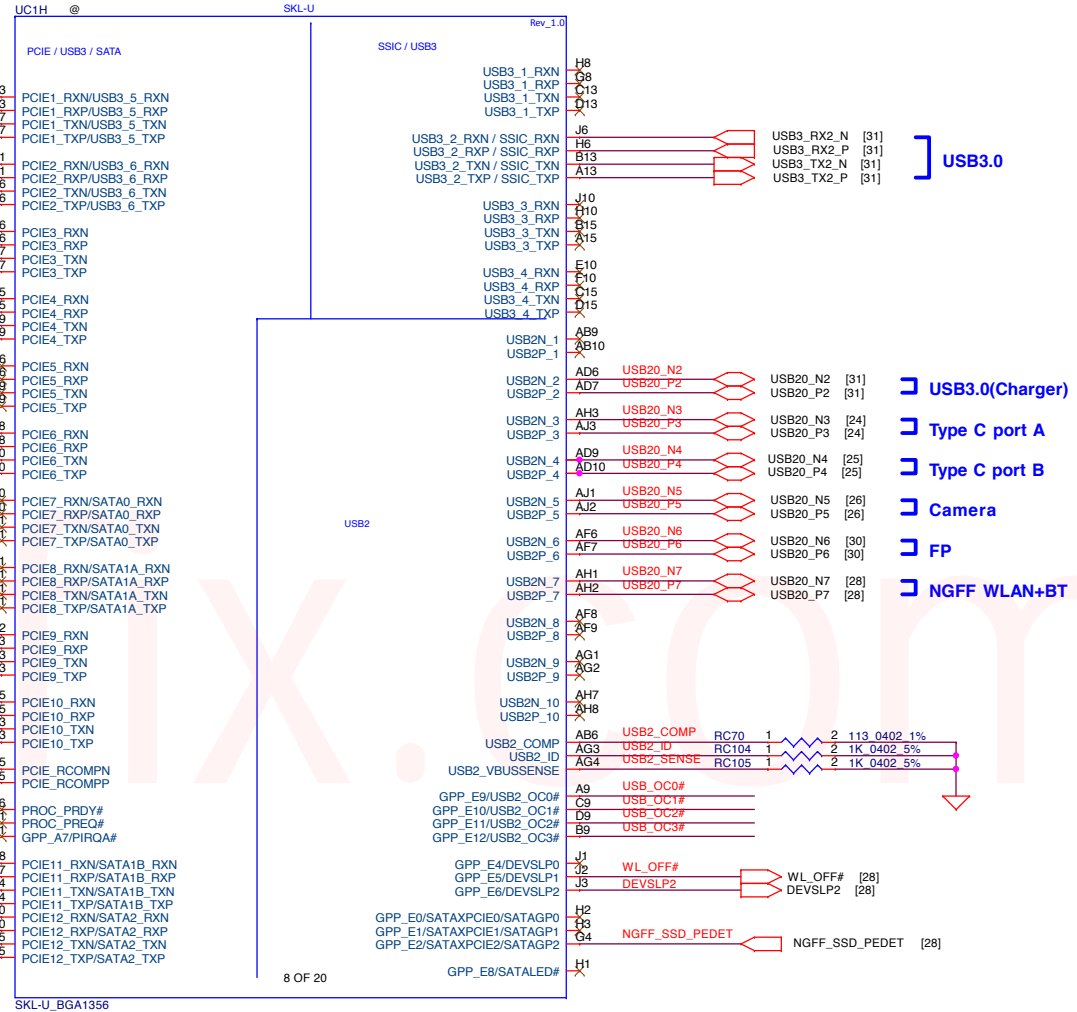 UC1H @ SKL-U
Rev_1.0
PCIE / USB3 / SATA
SSIC / USB3
PCIE1_RXN/USB3_5_RXN
PCIE1_RXP/USB3_5_RXP
PCIE1_TXN/USB3_5_TXN
PCIE1_TXP/USB3_5_TXP
PCIE2_RXN/USB3_6_RXN
PCIE2_RXP/USB3_6_RXP
PCIE2_TXN/USB3_6_TXN
PCIE2_TXP/USB3_6_TXP
PCIE3_RXN
PCIE3_RXP
PCIE3_TXN
PCIE3_TXP
PCIE4_RXN
PCIE4_RXP
PCIE4_TXN
PCIE4_TXP
PCIE5_RXN
PCIE5_RXP
PCIE5_TXN
PCIE5_TXP
PCIE6_RXN
PCIE6_RXP
PCIE6_TXN
PCIE6_TXP
PCIE7_RXN/SATA0_RXN
PCIE7_RXP/SATA0_RXP
PCIE7_TXN/SATA0_TXN
PCIE7_TXP/SATA0_TXP
PCIE8_RXN/SATA1A_RXN
PCIE8_RXP/SATA1A_RXP
PCIE8_TXN/SATA1A_TXN
PCIE8_TXP/SATA1A_TXP
PCIE9_RXN
PCIE9_RXP
PCIE9_TXN
PCIE9_TXP
PCIE10_RXN
PCIE10_RXP
PCIE10_TXN
PCIE10_TXP
PCIE_RCOMPN
PCIE_RCOMPP
PROC_PRDY#
PROC_PREQ#
GPP_A7/PIRQA#
PCIE11_RXN/SATA1B_RXN
PCIE11_RXP/SATA1B_RXP
PCIE11_TXN/SATA1B_TXN
PCIE11_TXP/SATA1B_TXP
PCIE12_RXN/SATA2_RXN
PCIE12_RXP/SATA2_RXP
PCIE12_TXN/SATA2_TXN
PCIE12_TXP/SATA2_TXP
USB3_1_RXN H8
USB3_1_RXP G8
USB3_1_TXN C13
USB3_1_TXP D13
USB3_2_RXN / SSIC_RXN J6 USB3_RX2_N [31]
USB3_2_RXP / SSIC_RXP H6 USB3_RX2_P [31]
USB3_2_TXN / SSIC_TXN B13 USB3_TX2_N [31]
USB3_2_TXP / SSIC_TXP A13 USB3_TX2_P [31]
USB3.0
USB3_3_RXN J10
USB3_3_RXP H10
USB3_3_TXN B15
USB3_3_TXP A15
USB3_4_RXN E10
USB3_4_RXP F10
USB3_4_TXN C15
USB3_4_TXP D15
USB2
USB2N_1 AB9
USB2P_1 AB10
USB2N_2 AD6 USB20_N2 USB20_N2 [31]
USB2P_2 AD7 USB20_P2 USB20_P2 [31]
USB3.0(Charger)
USB2N_3 AH3 USB20_N3 USB20_N3 [24]
USB2P_3 AJ3 USB20_P3 USB20_P3 [24]
Type C port A
USB2N_4 AD9 USB20_N4 USB20_N4 [25]
USB2P_4 AD10 USB20_P4 USB20_P4 [25]
Type C port B
USB2N_5 AJ1 USB20_N5 USB20_N5 [26]
USB2P_5 AJ2 USB20_P5 USB20_P5 [26]
Camera
USB2N_6 AF6 USB20_N6 USB20_N6 [30]
USB2P_6 AF7 USB20_P6 USB20_P6 [30]
FP
USB2N_7 AH1 USB20_N7 USB20_N7 [28]
USB2P_7 AH2 USB20_P7 USB20_P7 [28]
NGFF WLAN+BT
USB2N_8 AF8
USB2P_8 AF9
USB2N_9 AG1
USB2P_9 AG2
USB2N_10 AH7
USB2P_10 AH8
USB2_COMP AB6 USB2_COMP RC70 1 2 113_0402_1%
USB2_ID AG3 USB2_ID RC104 1 2 1K_0402_5%
USB2_VBUSSENSE AG4 USB2_SENSE RC105 1 2 1K_0402_5%
GPP_E9/USB2_OC0# A9 USB_OC0#
GPP_E10/USB2_OC1# C9 USB_OC1#
GPP_E11/USB2_OC2# D9 USB_OC2#
GPP_E12/USB2_OC3# B9 USB_OC3#
GPP_E4/DEVSLP0 J1
GPP_E5/DEVSLP1 J2 WL_OFF# WL_OFF# [28]
GPP_E6/DEVSLP2 J3 DEVSLP2 DEVSLP2 [28]
GPP_E0/SATAXPCIE0/SATAGP0 H2
GPP_E1/SATAXPCIE1/SATAGP1 H3
GPP_E2/SATAXPCIE2/SATAGP2 G4 NGFF_SSD_PEDET NGFF_SSD_PEDET [28]
GPP_E8/SATALED# H1
8 OF 20
SKL-U_BGA1356
lix.com